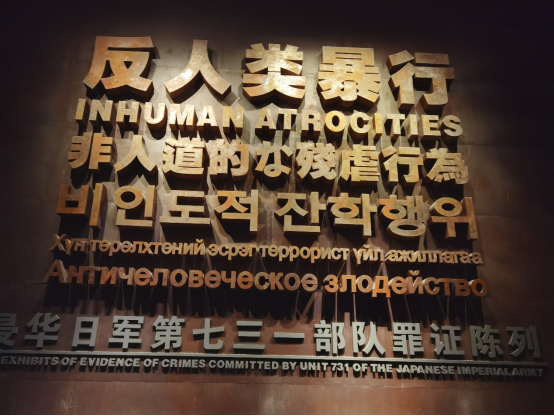 反人类暴行
INHUMAN ATROCITIES
非人道的な殘虐行為
비인도적 잔학행위
Хүн төрөлхтөний эсрэг террорист үйл ажиллагаа
Античеловеческое злодейство
侵华日军第七三一部队罪证陈列
EXHIBITS OF EVIDENCE OF CRIMES COMMITTED BY UNIT 731 OF THE JAPANESE IMPERIAL ARMY